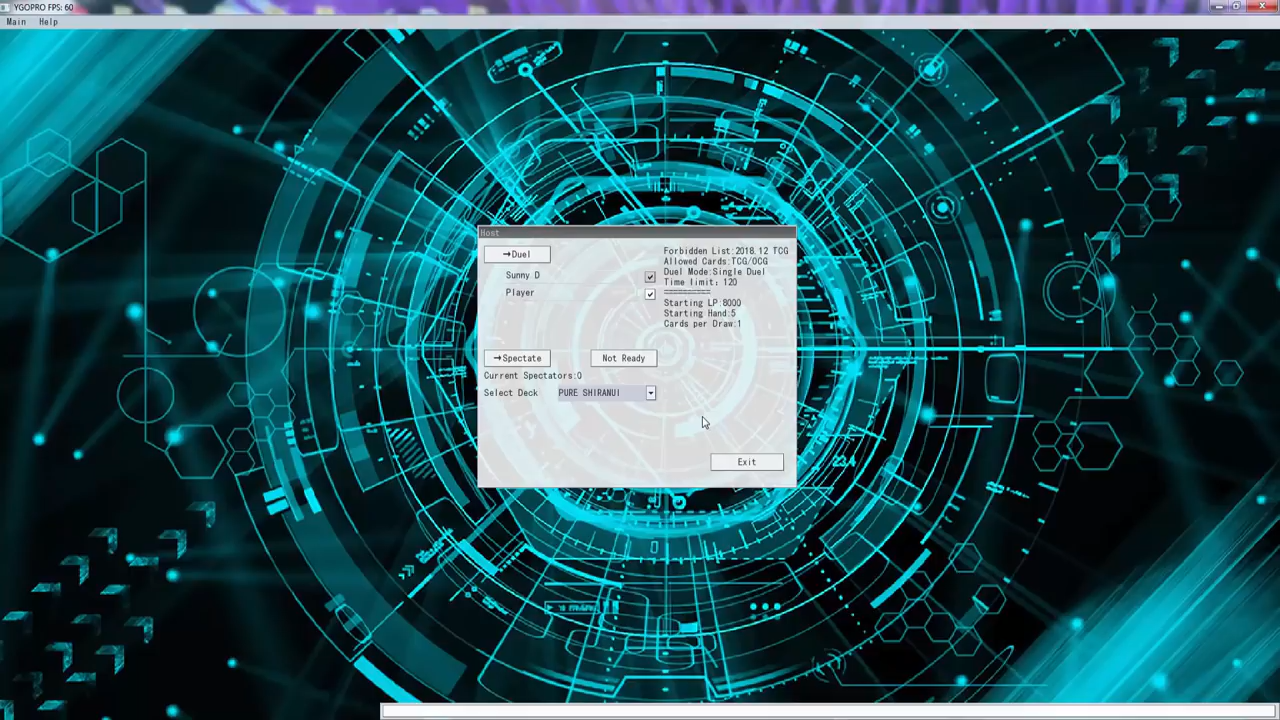 YGOPRO FPS: 60
Main Help
Host
→Duel
Sunny D
Player
Forbidden List:2018.12 TCG
Allowed Cards:TCG/OCG
Duel Mode:Single Duel
Time limit: 120
==========
Starting LP:8000
Starting Hand:5
Cards per Draw:1
→Spectate
Not Ready
Current Spectators:0
Select Deck PURE SHIRANUI
Exit
23.4